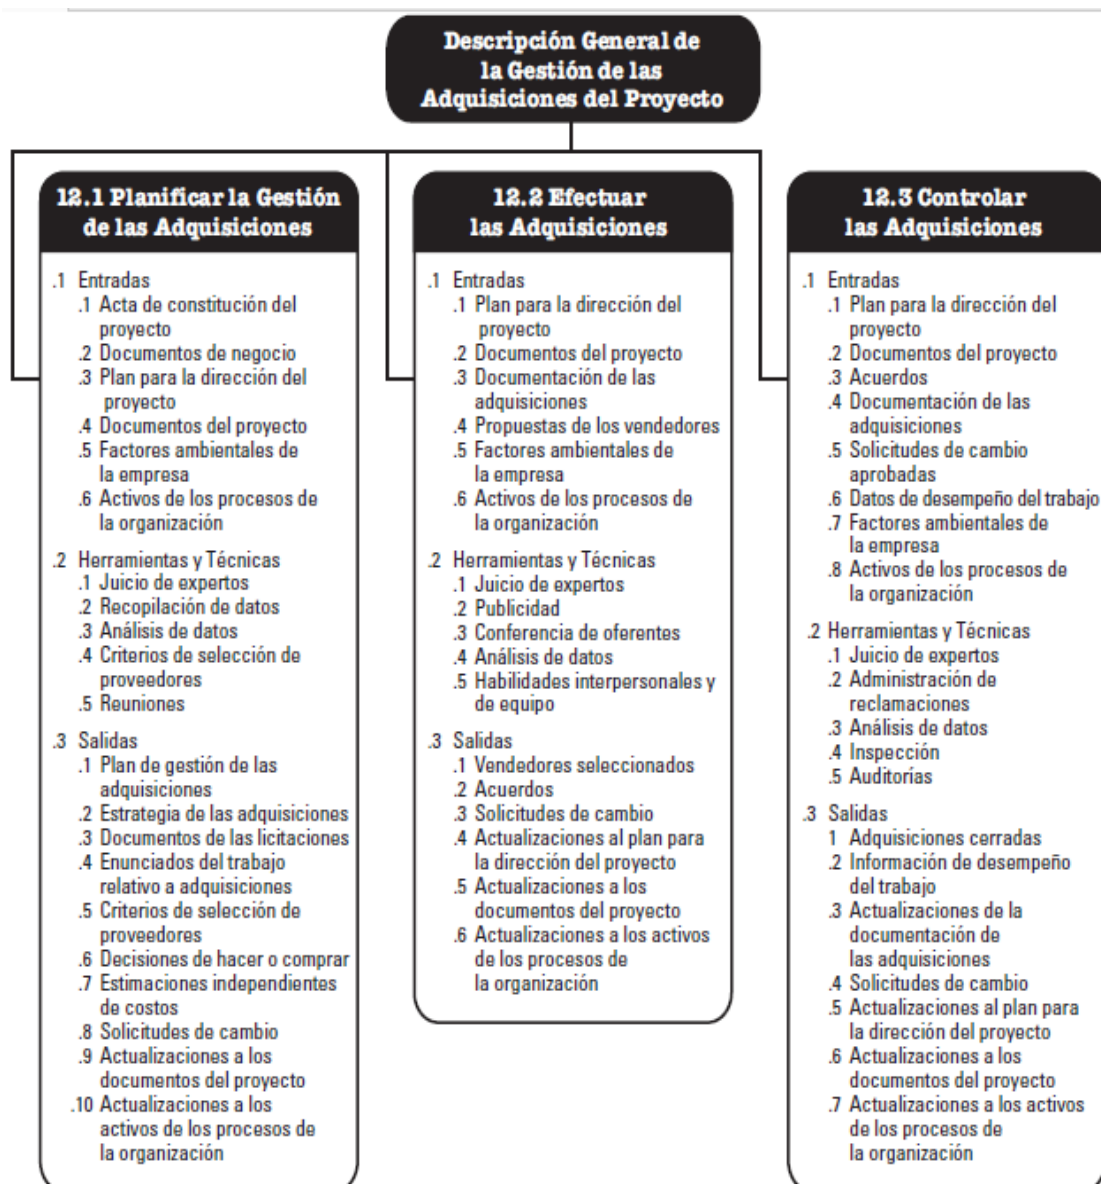 Descripción General de
la Gestión de las
Adquisiciones del Proyecto
12.1 Planificar la Gestión
de las Adquisiciones
.1 Entradas
.1 Acta de constitución del
proyecto
.2 Documentos de negocio
.3 Plan para la dirección del
proyecto
.4 Documentos del proyecto
.5 Factores ambientales de
la empresa
.6 Activos de los procesos de
la organización
.2 Herramientas y Técnicas
.1 Juicio de expertos
.2 Recopilación de datos
.3 Análisis de datos
.4 Criterios de selección de
proveedores
.5 Reuniones
.3 Salidas
.1 Plan de gestión de las
adquisiciones
.2 Estrategia de las adquisiciones
.3 Documentos de las licitaciones
.4 Enunciados del trabajo
relativo a adquisiciones
.5 Criterios de selección de
proveedores
.6 Decisiones de hacer o comprar
.7 Estimaciones independientes
de costos
.8 Solicitudes de cambio
.9 Actualizaciones a los
documentos del proyecto
.10 Actualizaciones a los
activos de los procesos de
la organización
12.2 Efectuar
las Adquisiciones
.1 Entradas
.1 Plan para la dirección del
proyecto
.2 Documentos del proyecto
.3 Documentación de las
adquisiciones
.4 Propuestas de los vendedores
.5 Factores ambientales de
la empresa
.6 Activos de los procesos de
la organización
.2 Herramientas y Técnicas
.1 Juicio de expertos
.2 Publicidad
.3 Conferencia de oferentes
.4 Análisis de datos
.5 Habilidades interpersonales y
de equipo
.3 Salidas
.1 Vendedores seleccionados
.2 Acuerdos
.3 Solicitudes de cambio
.4 Actualizaciones al plan para
la dirección del proyecto
.5 Actualizaciones a los
documentos del proyecto
.6 Actualizaciones a los activos
de los procesos de
la organización
12.3 Controlar
las Adquisiciones
.1 Entradas
.1 Plan para la dirección del
proyecto
.2 Documentos del proyecto
.3 Acuerdos
.4 Documentación de las
adquisiciones
.5 Solicitudes de cambio
aprobadas
.6 Datos de desempeño del trabajo
.7 Factores ambientales de
la empresa
.8 Activos de los procesos de
la organización
.2 Herramientas y Técnicas
.1 Juicio de expertos
.2 Administración de
reclamaciones
.3 Análisis de datos
.4 Inspección
.5 Auditorías
.3 Salidas
1 Adquisiciones cerradas
.2 Información de desempeño
del trabajo
.3 Actualizaciones de la
documentación de
las adquisiciones
.4 Solicitudes de cambio
.5 Actualizaciones al plan para
la dirección del proyecto
.6 Actualizaciones a los
documentos del proyecto
.7 Actualizaciones a los activos
de los procesos de
la organización